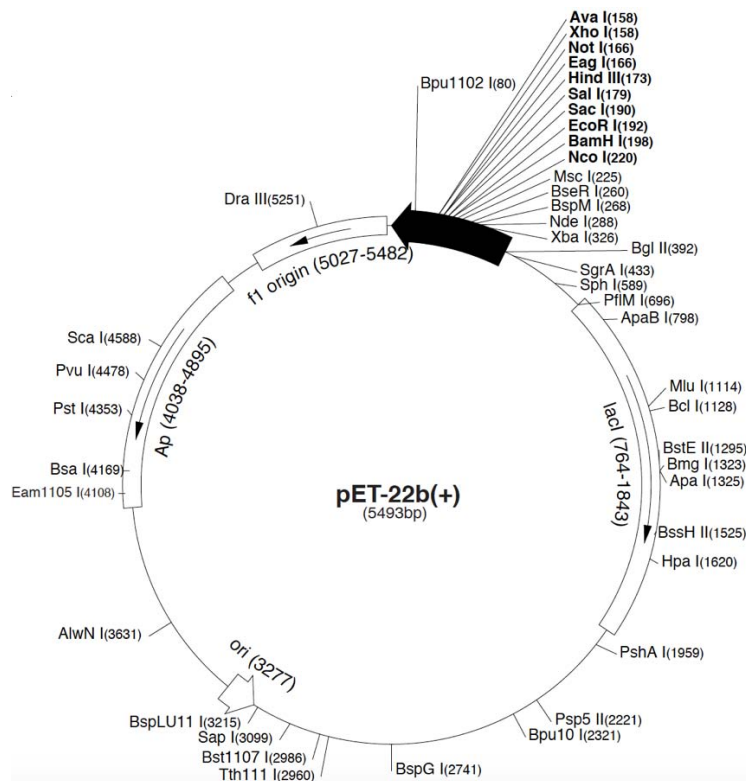 Ava I(158)
Xho I(158)
Not I(166)
Eag I(166)
Hind III(173)
Sal I(179)
Sac I(190)
EcoR I(192)
BamH I(198)
Nco I(220)
Bpu1102 I(80)
Msc I(225)
BseR I(260)
BspM I(268)
Nde I(288)
Xba I(326)
Bgl II(392)
SgrA I(433)
Sph I(589)
PflM I(696)
ApaB I(798)
Mlu I(1114)
Bcl I(1128)
BstE II(1295)
Bmg I(1323)
Apa I(1325)
BssH II(1525)
Hpa I(1620)
PshA I(1959)
Psp5 II(2221)
Bpu10 I(2321)
BspG I(2741)
Tth111 I(2960)
Bst1107 I(2986)
Sap I(3099)
BspLU11 I(3215)
AlwN I(3631)
Eam1105 I(4108)
Bsa I(4169)
Pst I(4353)
Pvu I(4478)
Sca I(4588)
Dra III(5251)
f1 origin (5027-5482)
Ap (4038-4895)
lacI (764-1843)
ori (3277)
pET-22b(+)
(5493bp)